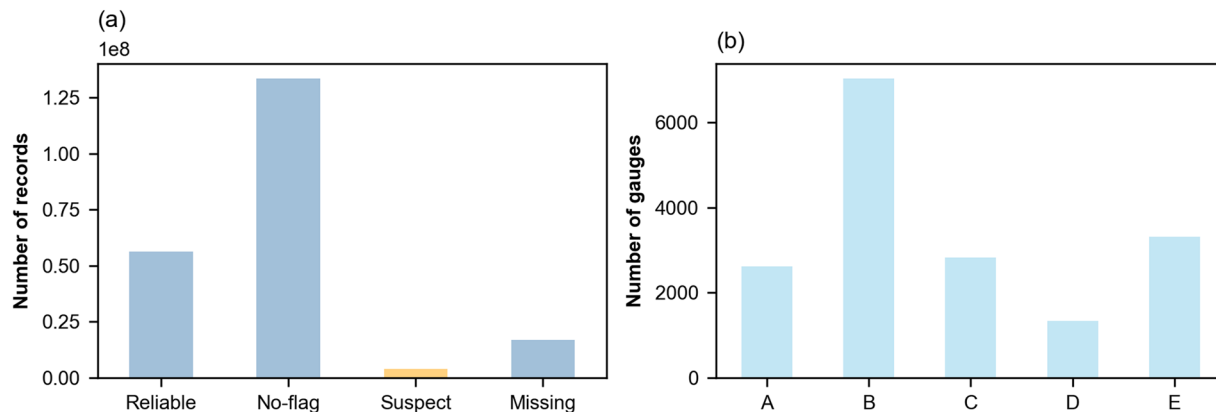 (a)
1e8
Number of records
1.25
1.00
0.75
0.50
0.25
0.00
Reliable No-flag Suspect Missing
(b)
Number of gauges
6000
4000
2000
0
A B C D E